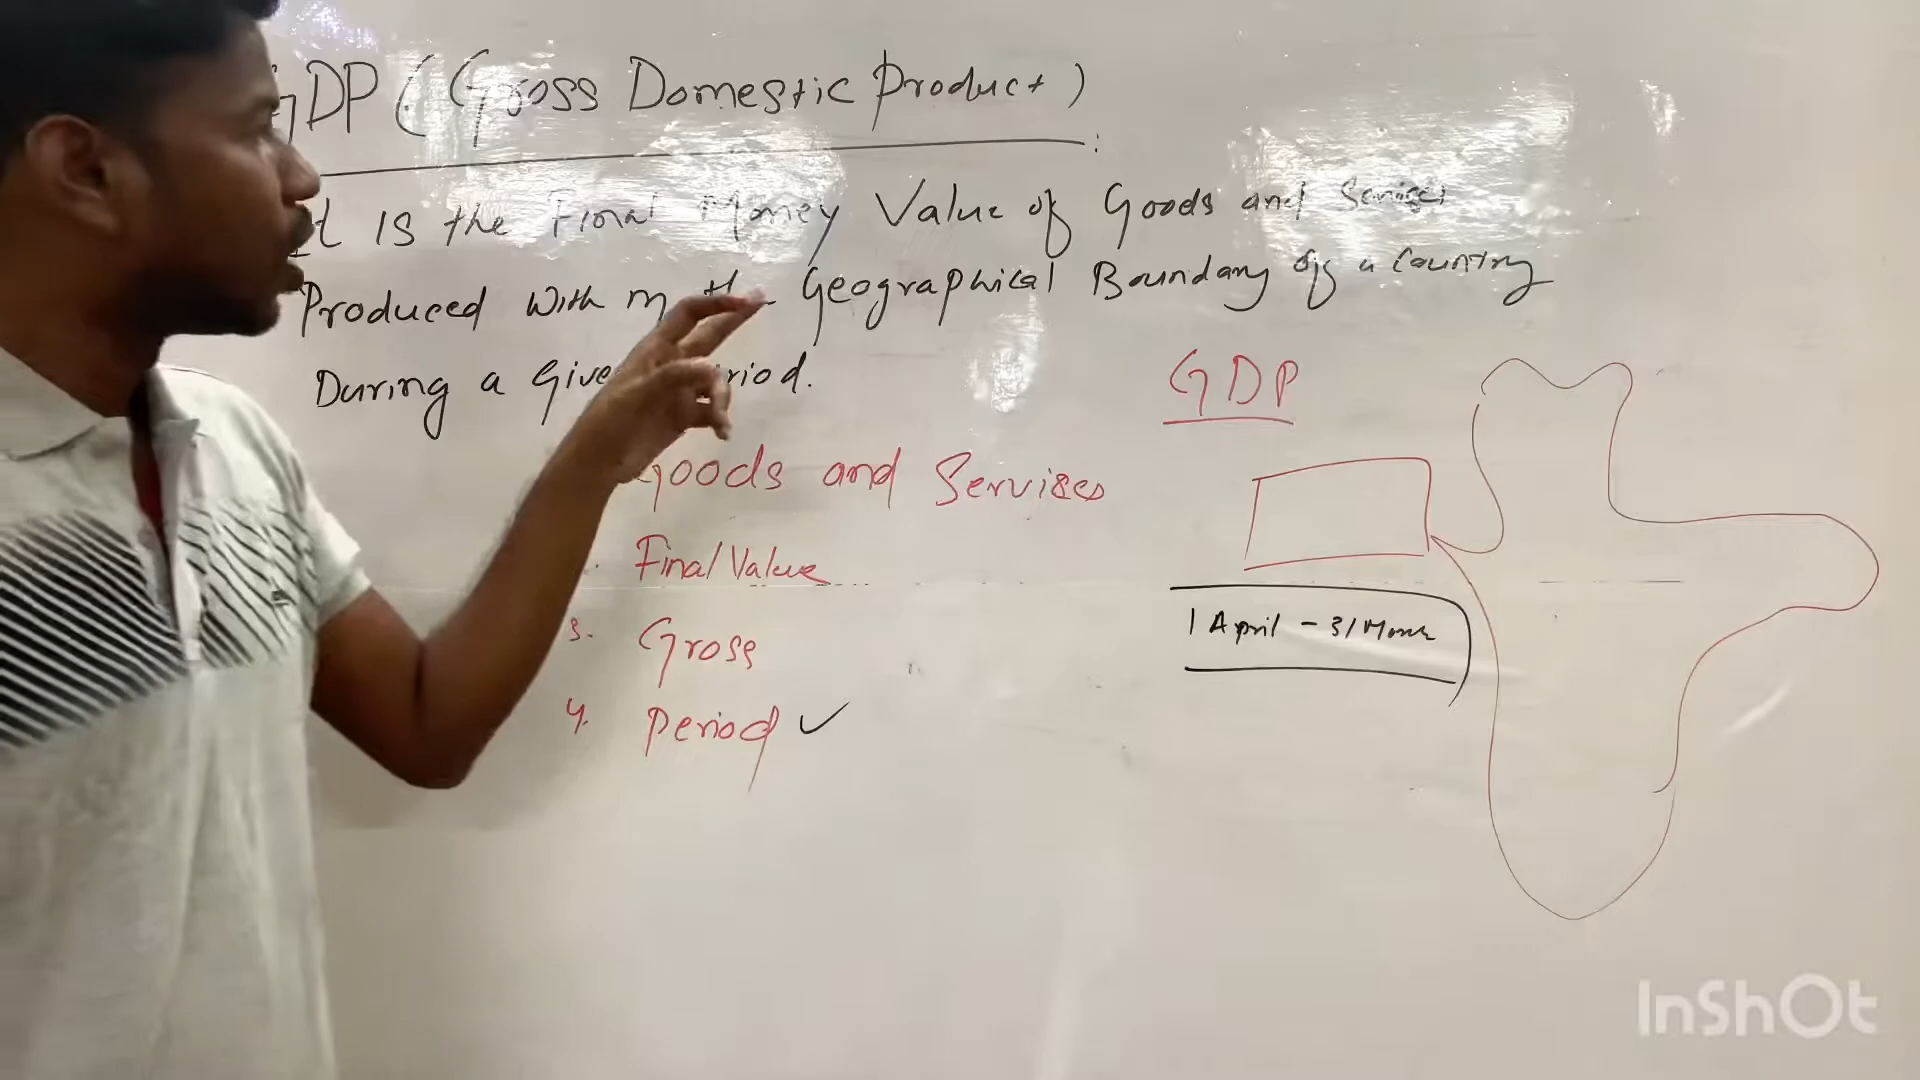 GDP (Gross Domestic Product) :
It IS the Final Money Value of Goods and Services
Produced with in the Geographical Boundary of a Country
During a Given Period.
Goods and Services
Final Value
3. Gross
4. Period ✓
GDP
1 April - 31 March
InShOt